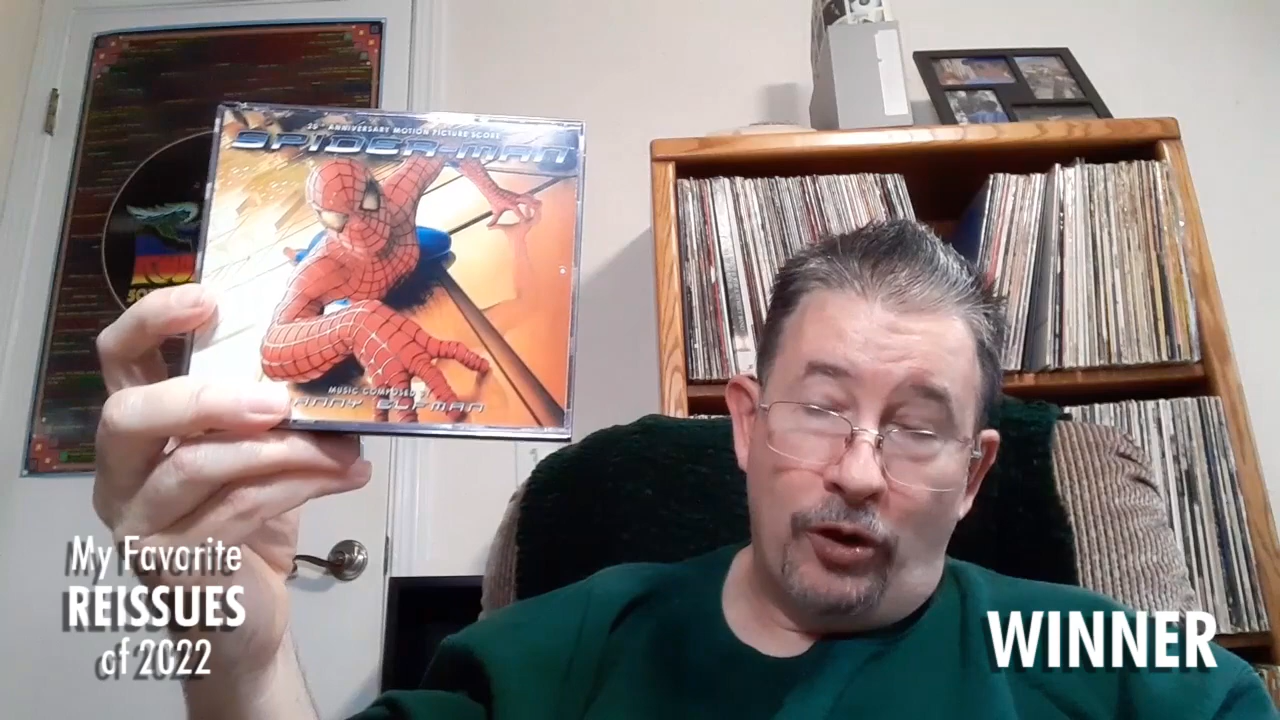 20TH ANNIVERSARY MOTION PICTURE SCORE
SPIDER-MAN
MUSIC COMPOSED BY
DANNY ELFMAN
My Favorite
REISSUES
of 2022
WINNER